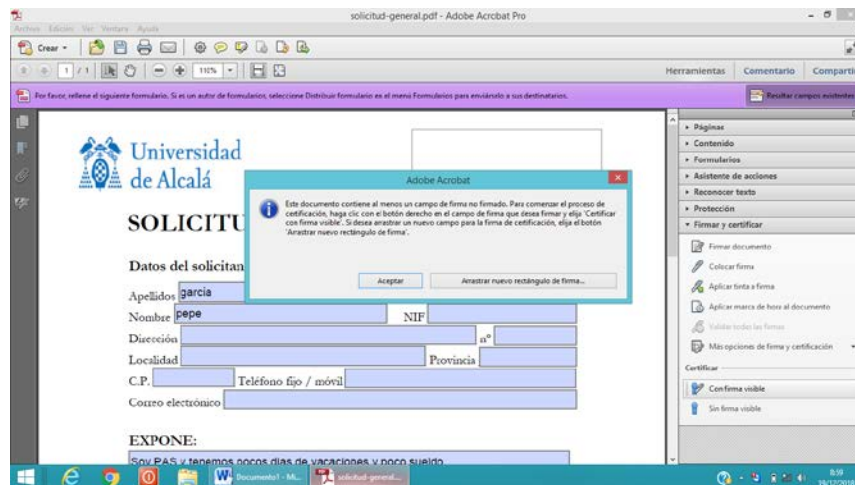 solicitud-general.pdf - Adobe Acrobat Pro
Archivo Edición Ver Ventana Ayuda
Crear
1 / 1 110% Herramientas Comentario Compartir
Por favor, rellene el siguiente formulario. Si es un autor de formularios, seleccione Distribuir formulario en el menú Formularios para enviárselo a sus destinatarios. Resaltar campos existentes
Universidad
de Alcalá
SOLICITU
Datos del solicitan
Apellidos garcia
Nombre pepe NIF
Dirección nº
Localidad Provincia
C.P. Teléfono fijo / móvil
Correo electrónico
EXPONE:
Soy PAS y tenemos pocos dias de vacaciones y poco sueldo
Adobe Acrobat
Este documento contiene al menos un campo de firma no firmado. Para comenzar el proceso de
certificación, haga clic con el botón derecho en el campo de firma que desea firmar y elija 'Certificar
con firma visible'. Si desea arrastrar un nuevo campo para la firma de certificación, elija el botón
'Arrastrar nuevo rectángulo de firma'.
Aceptar Arrastrar nuevo rectángulo de firma...
Páginas
Contenido
Formularios
Asistente de acciones
Reconocer texto
Protección
Firmar y certificar
Firmar documento
Colocar firma
Aplicar tinta a firma
Aplicar marca de hora al documento
Validar todas las firmas
Más opciones de firma y certificación
Certificar
Con firma visible
Sin firma visible
Documento1 - Mi... solicitud-general....
8:59
19/12/2018